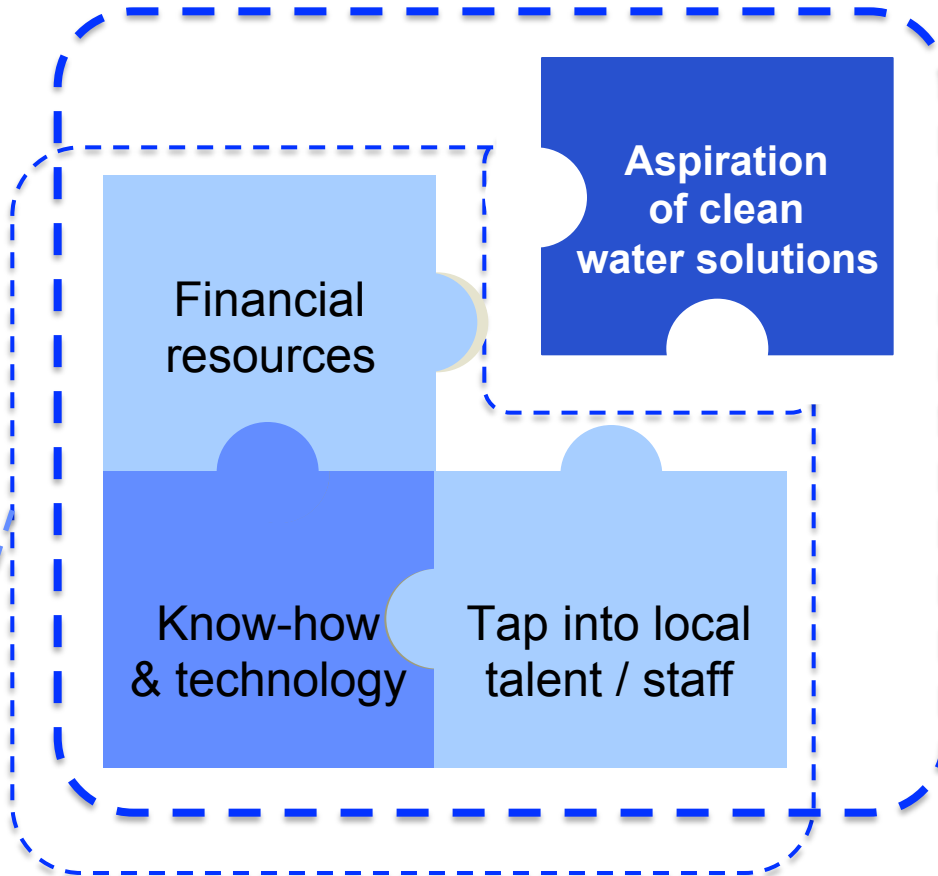 Aspiration
of clean
water solutions
Financial
resources
Know-how
& technology
Tap into local
talent / staff